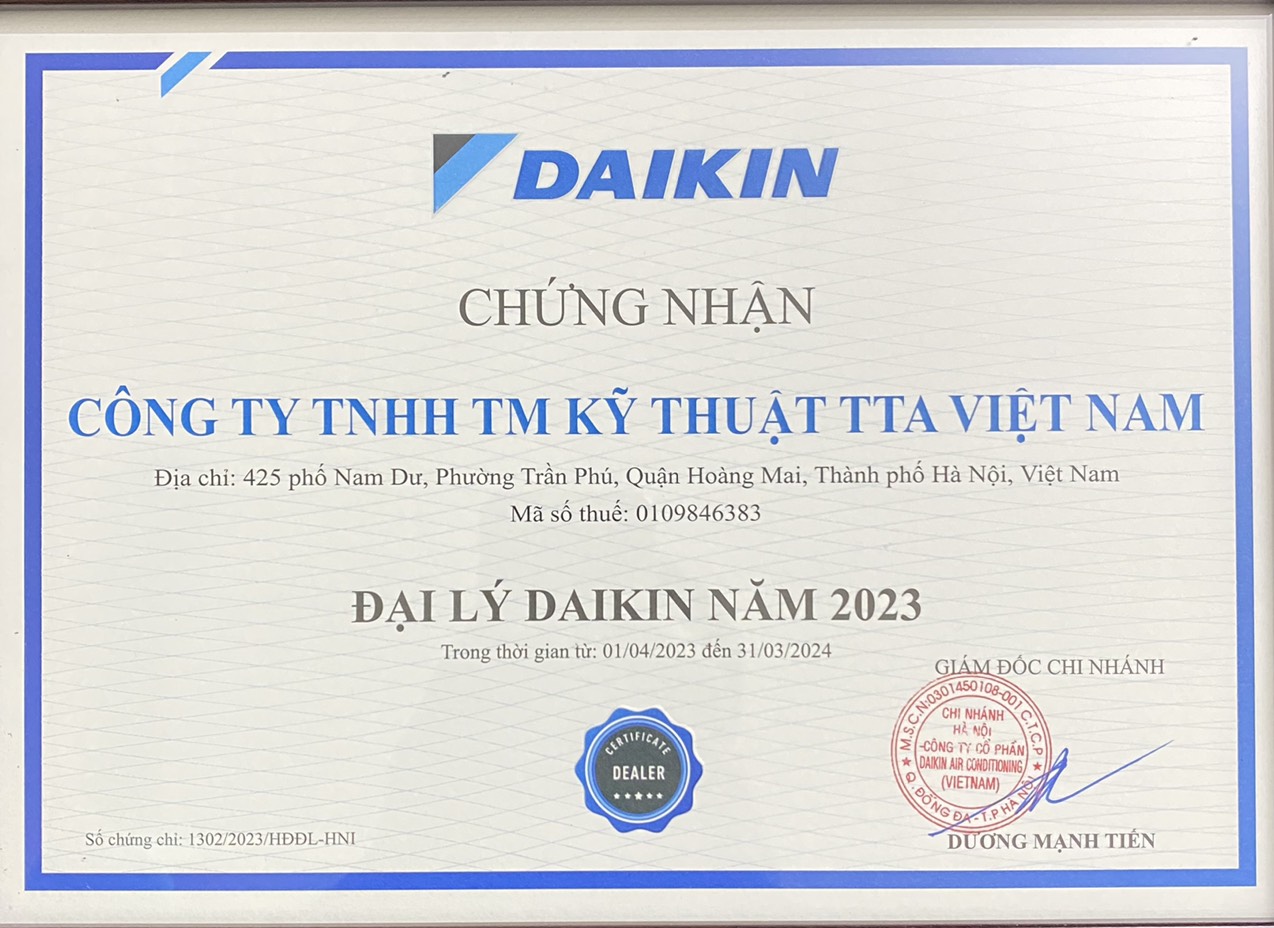 DAIKIN
CHỨNG NHẬN
CÔNG TY TNHH TM KỸ THUẬT TTA VIỆT NAM
Địa chỉ: 425 phố Nam Dư, Phường Trần Phú, Quận Hoàng Mai, Thành phố Hà Nội, Việt Nam
Mã số thuế: 0109846383
ĐẠI LÝ DAIKIN NĂM 2023
Trong thời gian từ: 01/04/2023 đến 31/03/2024
GIÁM ĐỐC CHI NHÁNH
M.S.C.N:0301450108-001 C.T.C.P
CHI NHÁNH
HÀ NỘI
-CÔNG TY CỔ PHẦN
DAIKIN AIR CONDITIONING
(VIETNAM)
Q. ĐỐNG ĐA - T.P HÀ NỘI
CERTIFICATE
DEALER
Số chứng chỉ: 1302/2023/HĐĐL-HNI
DƯƠNG MẠNH TIẾN